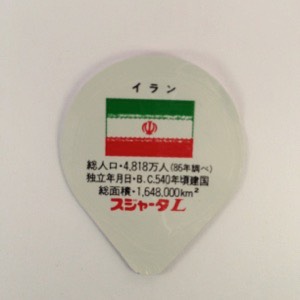 イラン
総人口・4,818万人(86年調べ)
独立年月日・B.C.540年頃建国
総面積・1,648,000km²
スジャータL